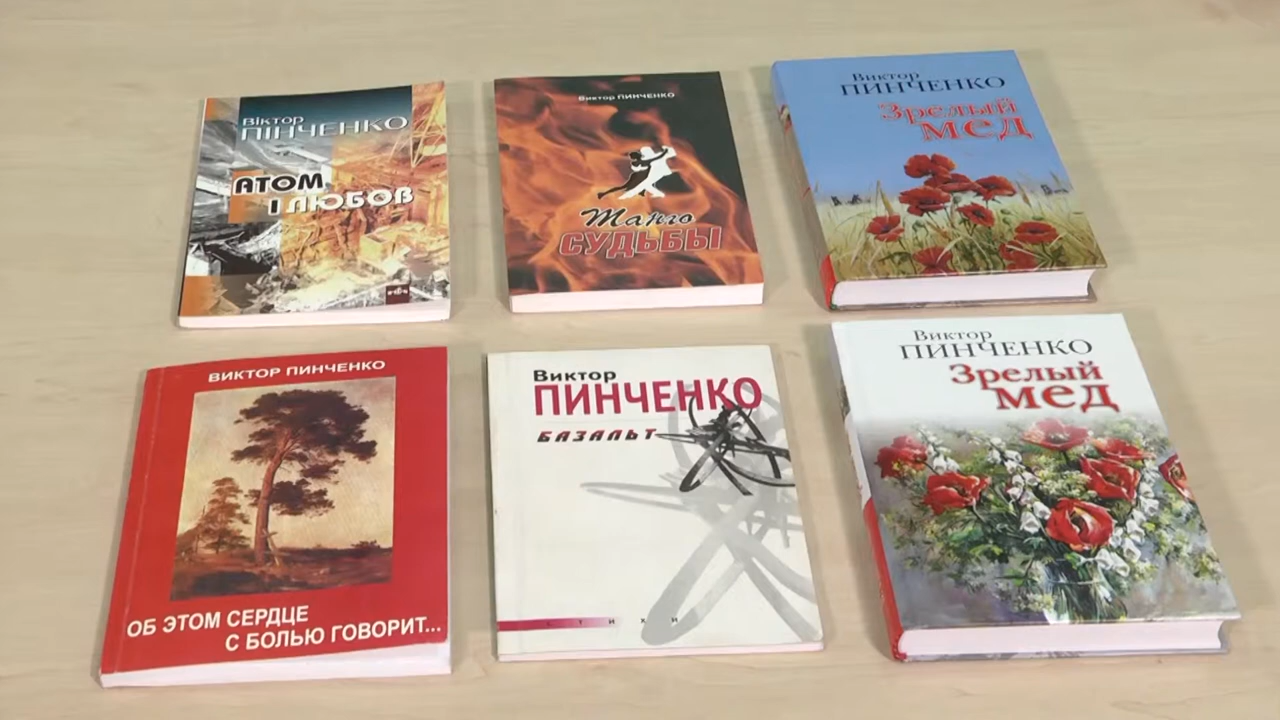 Віктор
ПІНЧЕНКО
АТОМ
І ЛЮБОВ
Виктор ПИНЧЕНКО
Танго
СУДЬБЫ
Виктор
ПИНЧЕНКО
Зрелый
мед
ВИКТОР ПИНЧЕНКО
ОБ ЭТОМ СЕРДЦЕ
С БОЛЬЮ ГОВОРИТ...
Виктор
ПИНЧЕНКО
БАЗАЛЬТ
СТИХИ
Виктор
ПИНЧЕНКО
Зрелый
мед